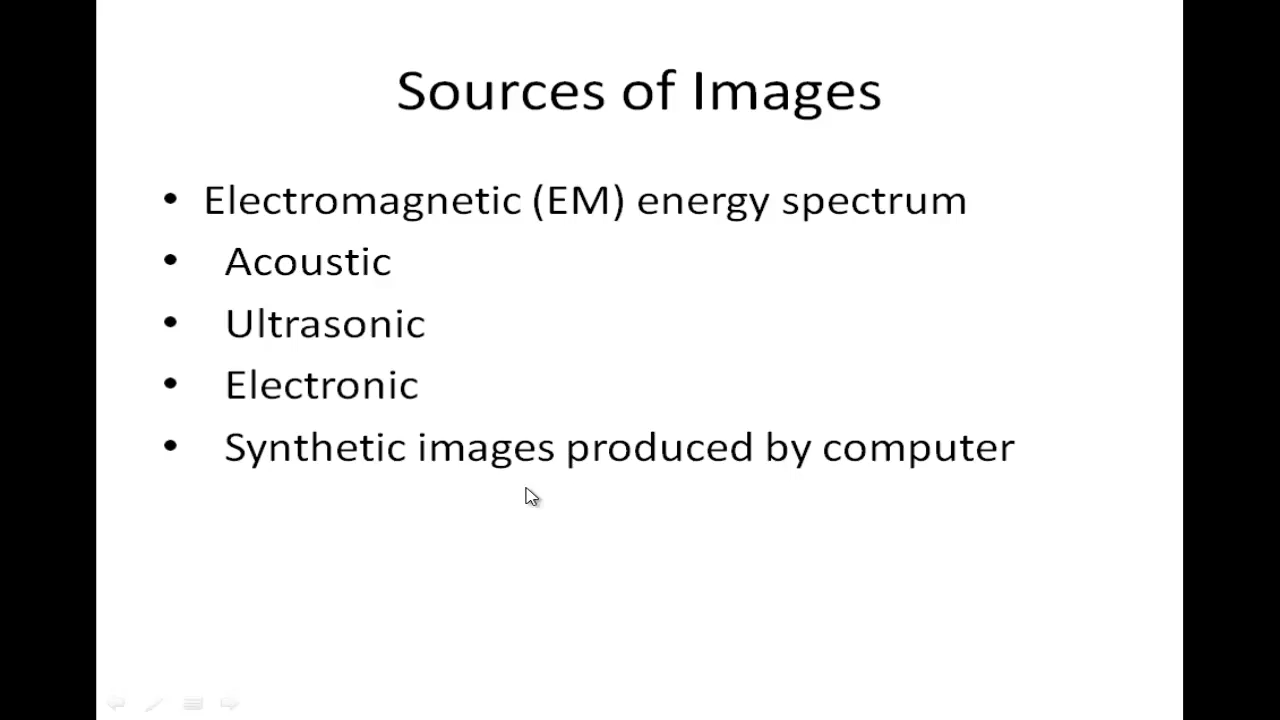 Sources of Images
• Electromagnetic (EM) energy spectrum
• Acoustic
• Ultrasonic
• Electronic
• Synthetic images produced by computer